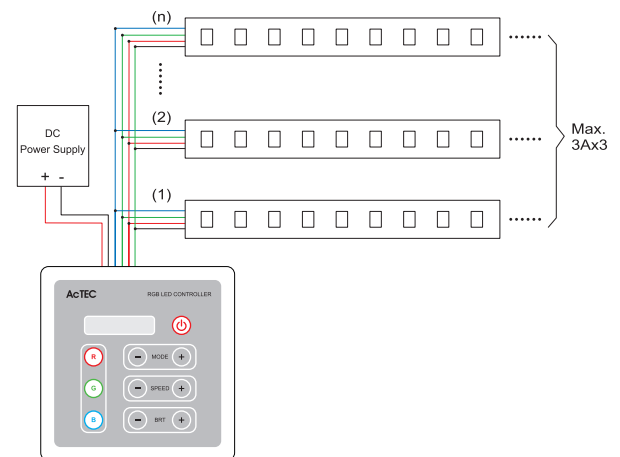 (n)
DC
Power Supply
+ -
(2)
Max.
3Ax3
(1)
AcTEC RGB LED CONTROLLER
R
− MODE +
G
− SPEED +
B
− BRT +